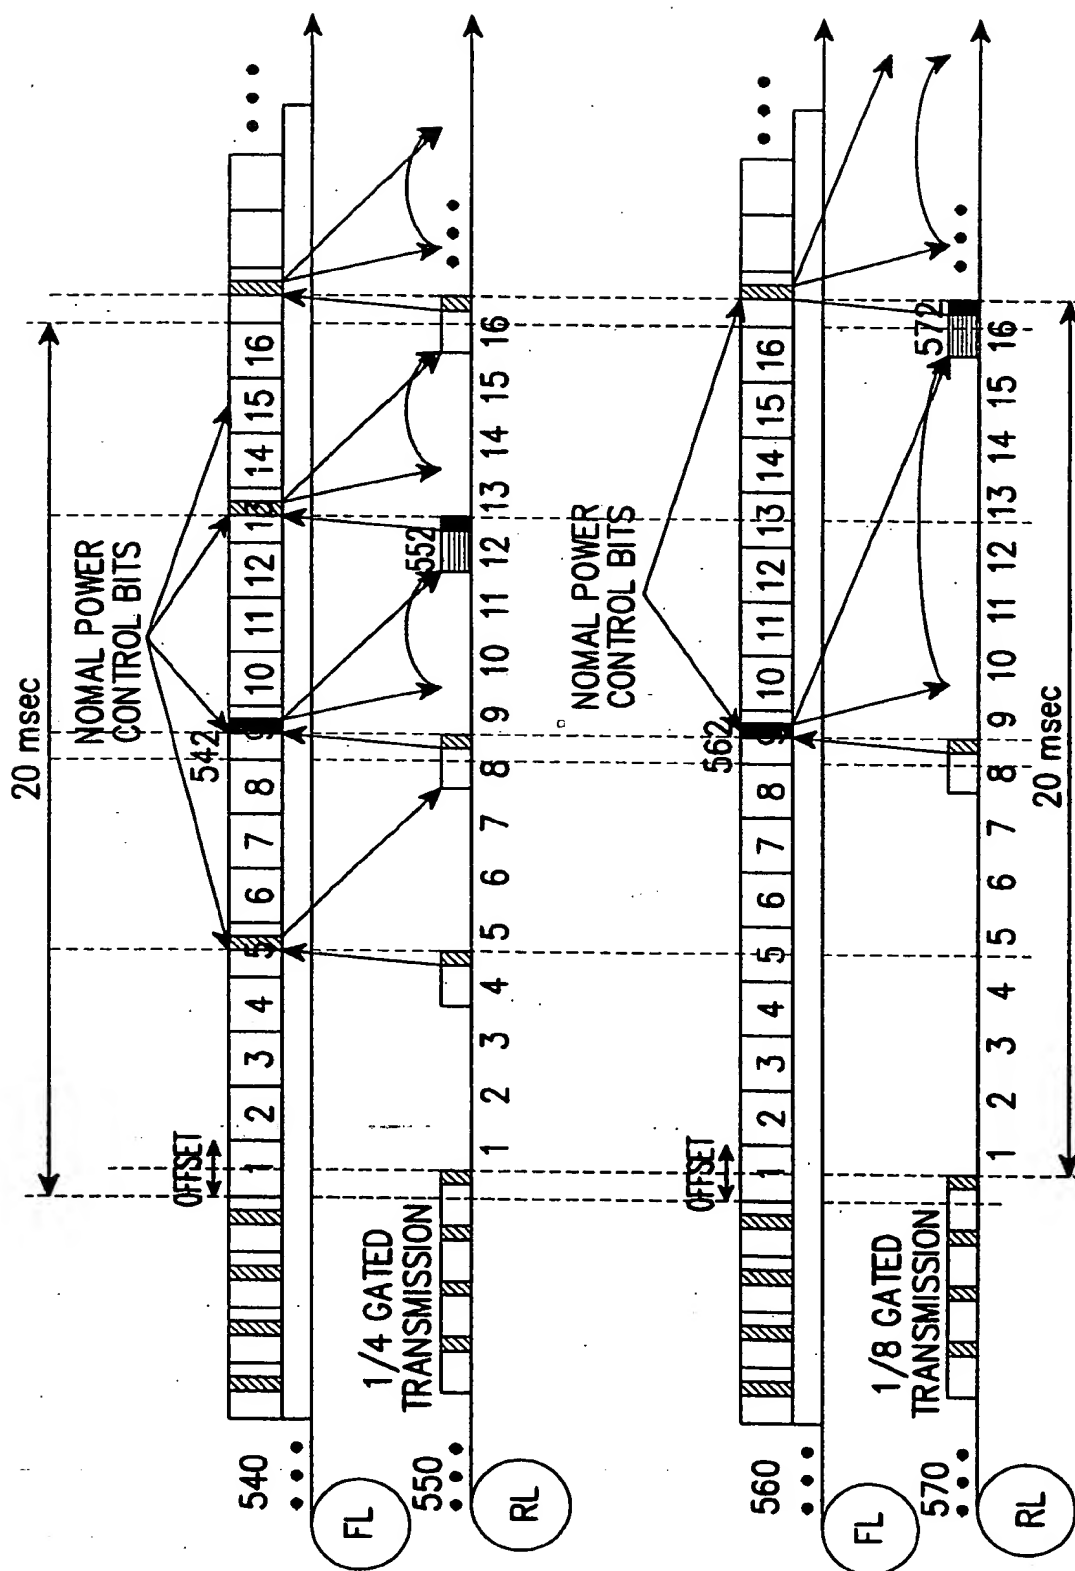 20 msec
NOMAL POWER
CONTROL BITS
540
OFFSET
1 2 3 4 5 6 7 8 9 10 11 12 13 14 15 16
542
FL
1/4 GATED
TRANSMISSION
550
552
1 2 3 4 5 6 7 8 9 10 11 12 13 14 15 16
RL
NOMAL POWER
CONTROL BITS
560
OFFSET
1 2 3 4 5 6 7 8 9 10 11 12 13 14 15 16
562
FL
1/8 GATED
TRANSMISSION
570
572
1 2 3 4 5 6 7 8 9 10 11 12 13 14 15 16
RL
20 msec